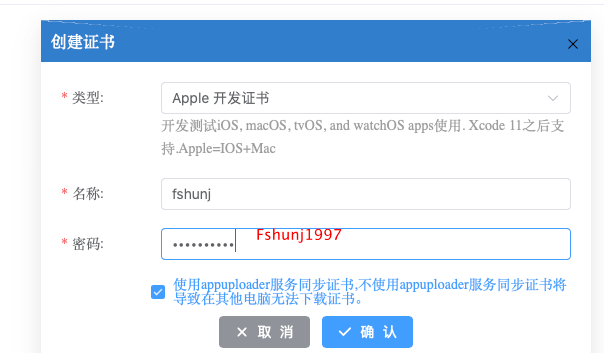 创建证书
* 类型: Apple 开发证书
开发测试iOS, macOS, tvOS, and watchOS apps使用. Xcode 11之后支
持.Apple=IOS+Mac
* 名称: fshunj
* 密码: •••••••••• Fshunj1997
使用appuploader服务同步证书,不使用appuploader服务同步证书将
导致在其他电脑无法下载证书。
取 消 确 认